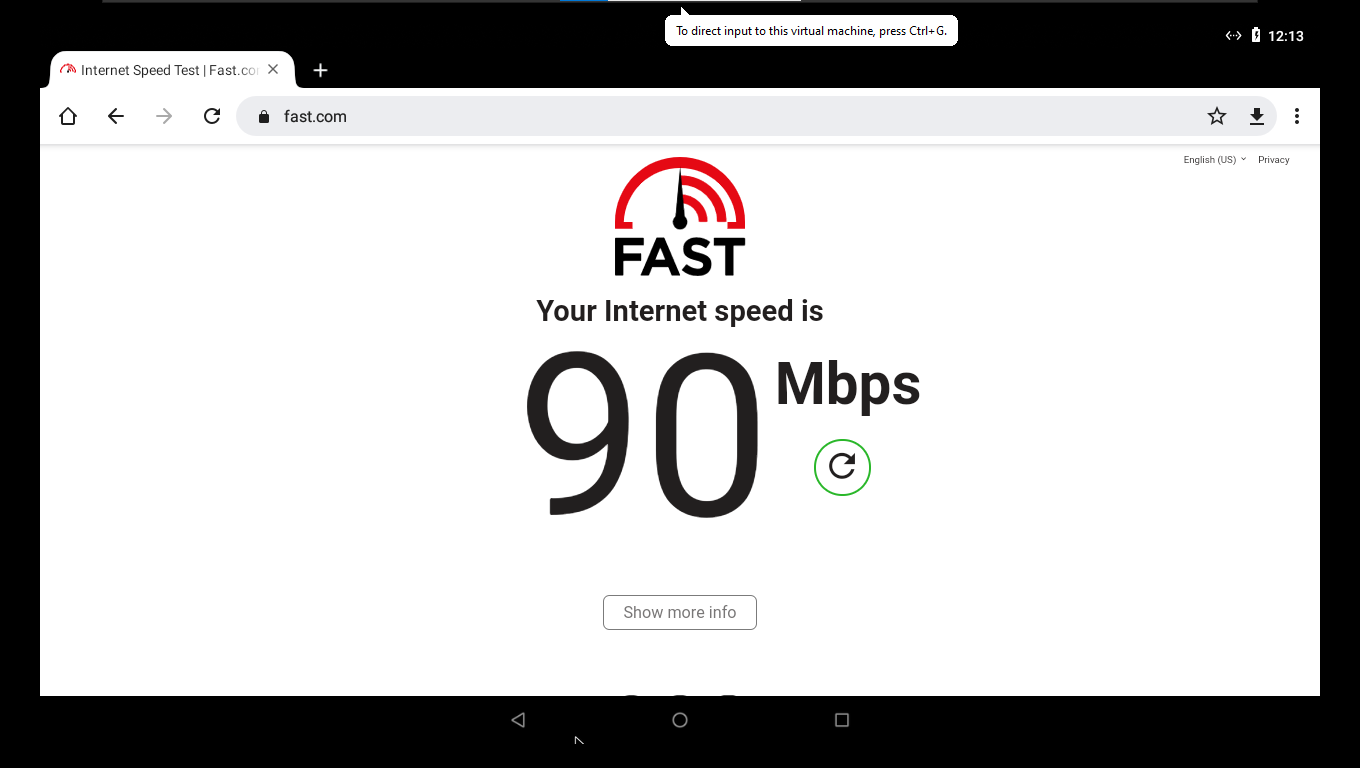 To direct input to this virtual machine, press Ctrl+G.
12:13
Internet Speed Test | Fast.co
fast.com
English (US) Privacy
FAST
Your Internet speed is
90 Mbps
Show more info